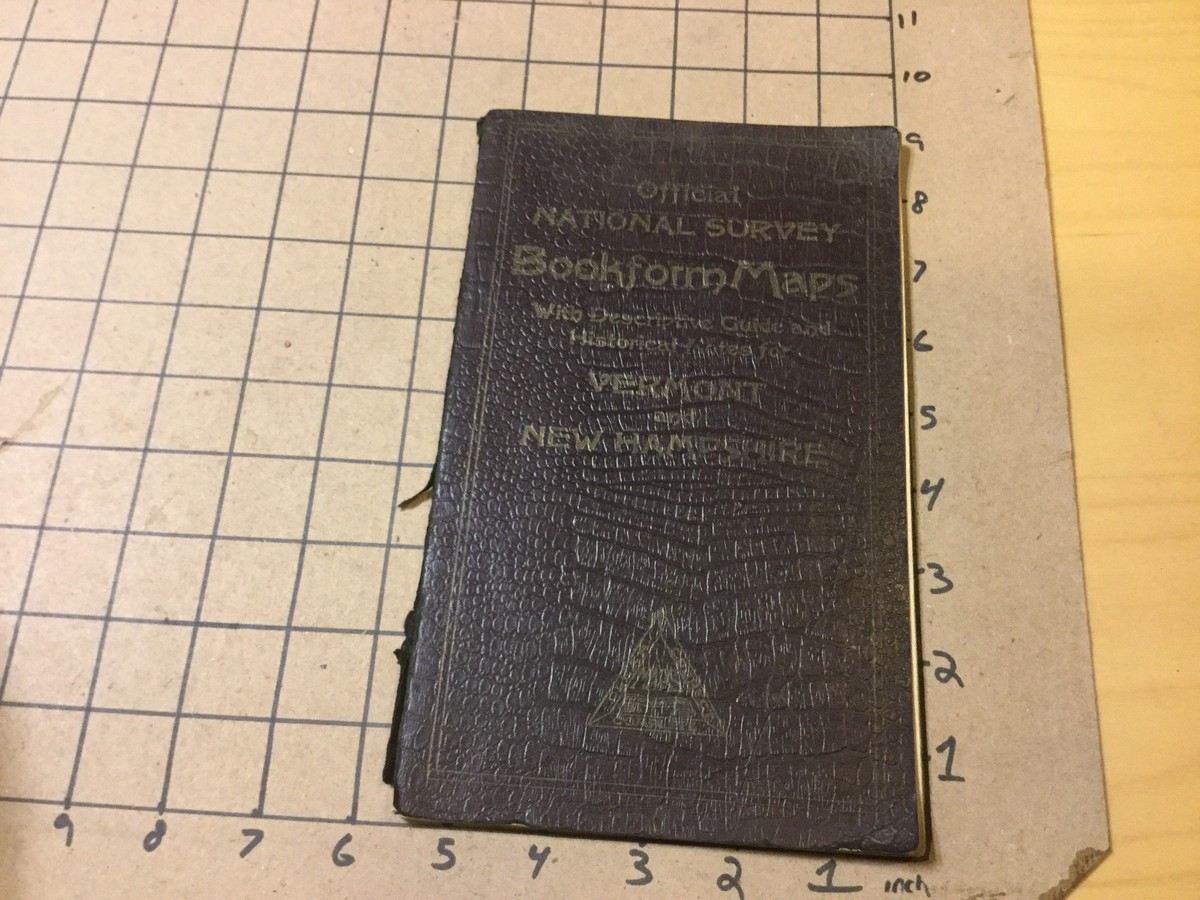 Official
NATIONAL SURVEY
Bookform Maps
With Descriptive Guide and
Historical Notes for
VERMONT
and
NEW HAMPSHIRE
11
10
9
8
7
6
5
4
3
2
1
9 8 7 6 5 4 3 2 1 inch